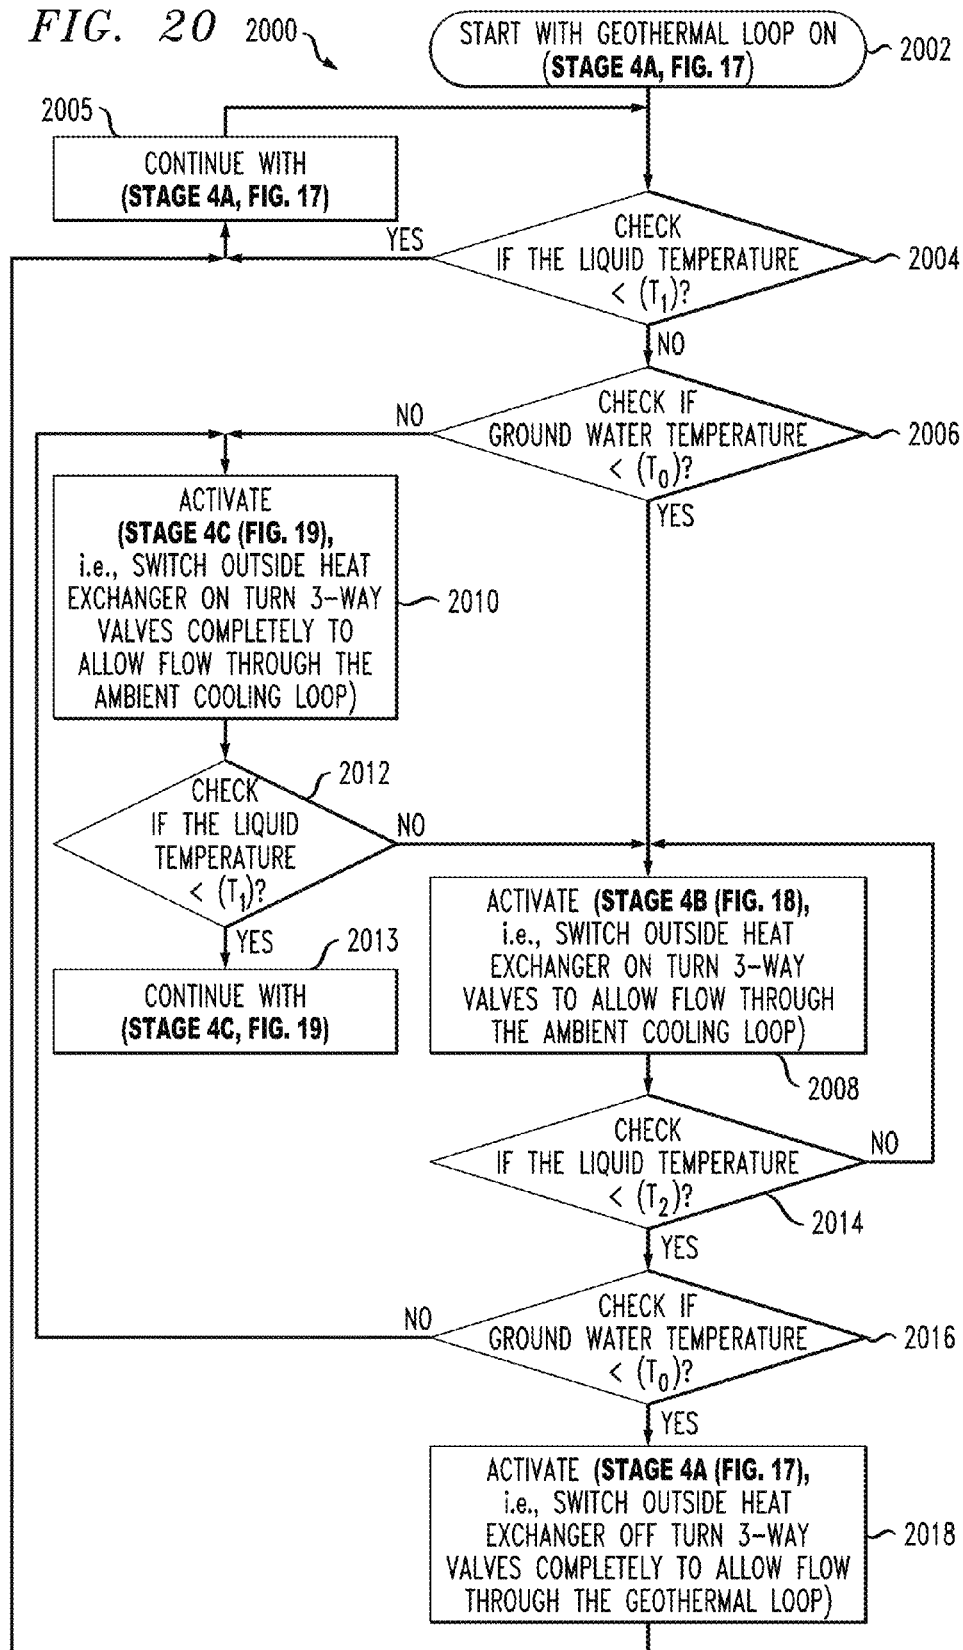 FIG. 20
2000
START WITH GEOTHERMAL LOOP ON
(STAGE 4A, FIG. 17)
2002
2005
CONTINUE WITH
(STAGE 4A, FIG. 17)
YES
CHECK
IF THE LIQUID TEMPERATURE
< (T1)?
2004
NO
NO
CHECK IF
GROUND WATER TEMPERATURE
< (T0)?
2006
YES
ACTIVATE
(STAGE 4C (FIG. 19),
i.e., SWITCH OUTSIDE HEAT
EXCHANGER ON TURN 3-WAY
VALVES COMPLETELY TO
ALLOW FLOW THROUGH THE
AMBIENT COOLING LOOP)
2010
CHECK
IF THE LIQUID
TEMPERATURE
< (T1)?
2012
NO
YES
2013
CONTINUE WITH
(STAGE 4C, FIG. 19)
ACTIVATE (STAGE 4B (FIG. 18),
i.e., SWITCH OUTSIDE HEAT
EXCHANGER ON TURN 3-WAY
VALVES TO ALLOW FLOW THROUGH
THE AMBIENT COOLING LOOP)
2008
CHECK
IF THE LIQUID TEMPERATURE
< (T2)?
NO
2014
YES
NO
CHECK IF
GROUND WATER TEMPERATURE
< (T0)?
2016
YES
ACTIVATE (STAGE 4A (FIG. 17),
i.e., SWITCH OUTSIDE HEAT
EXCHANGER OFF TURN 3-WAY
VALVES COMPLETELY TO ALLOW FLOW
THROUGH THE GEOTHERMAL LOOP)
2018